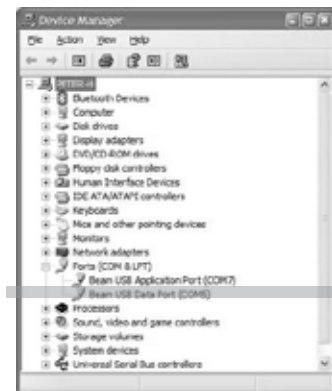 Device Manager
File Action View Help
Bluetooth Devices
Computer
Disk drives
Display adapters
DVD/CD-ROM drives
Floppy disk controllers
Human Interface Devices
IDE ATA/ATAPI controllers
Keyboards
Mice and other pointing devices
Monitors
Network adapters
Ports (COM & LPT)
Beam USB Application Port (COM7)
Beam USB Data Port (COM5)
Processors
Sound, video and game controllers
Storage volumes
System devices
Universal Serial Bus controllers